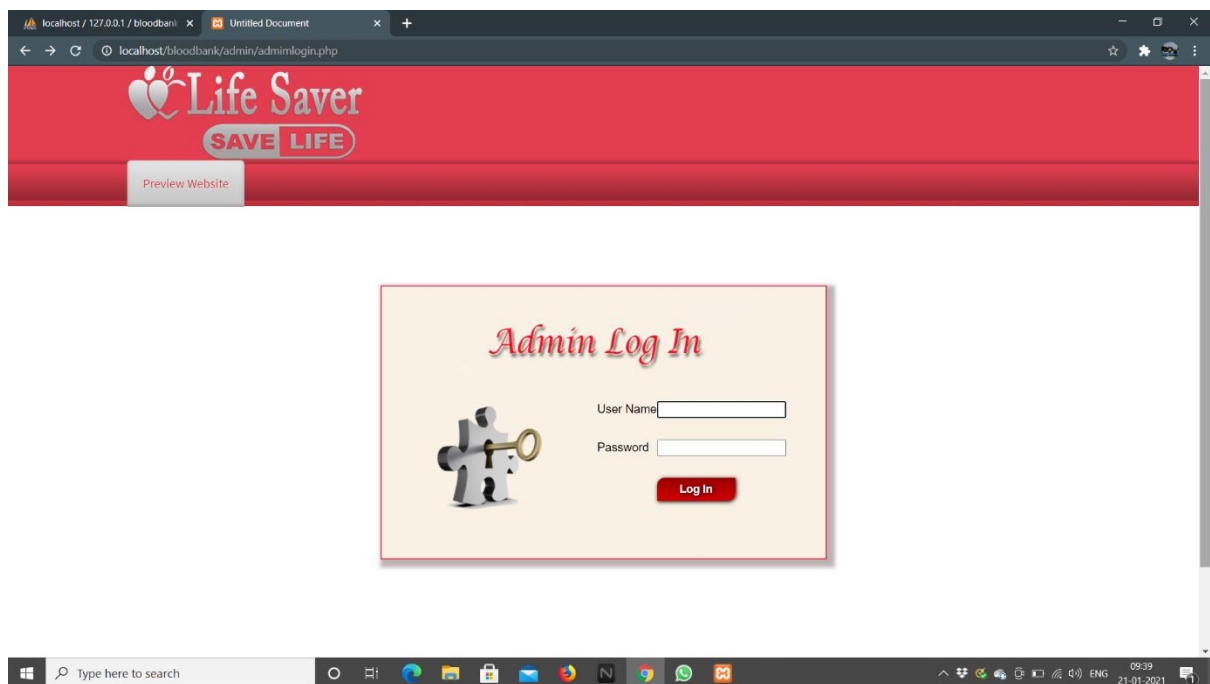 localhost / 127.0.0.1 / bloodbank
Untitled Document
localhost/bloodbank/admin/admimlogin.php
Life Saver
SAVE LIFE
Preview Website
Admin Log In
User Name
Password
Log In
Type here to search
ENG
09:39
21-01-2021